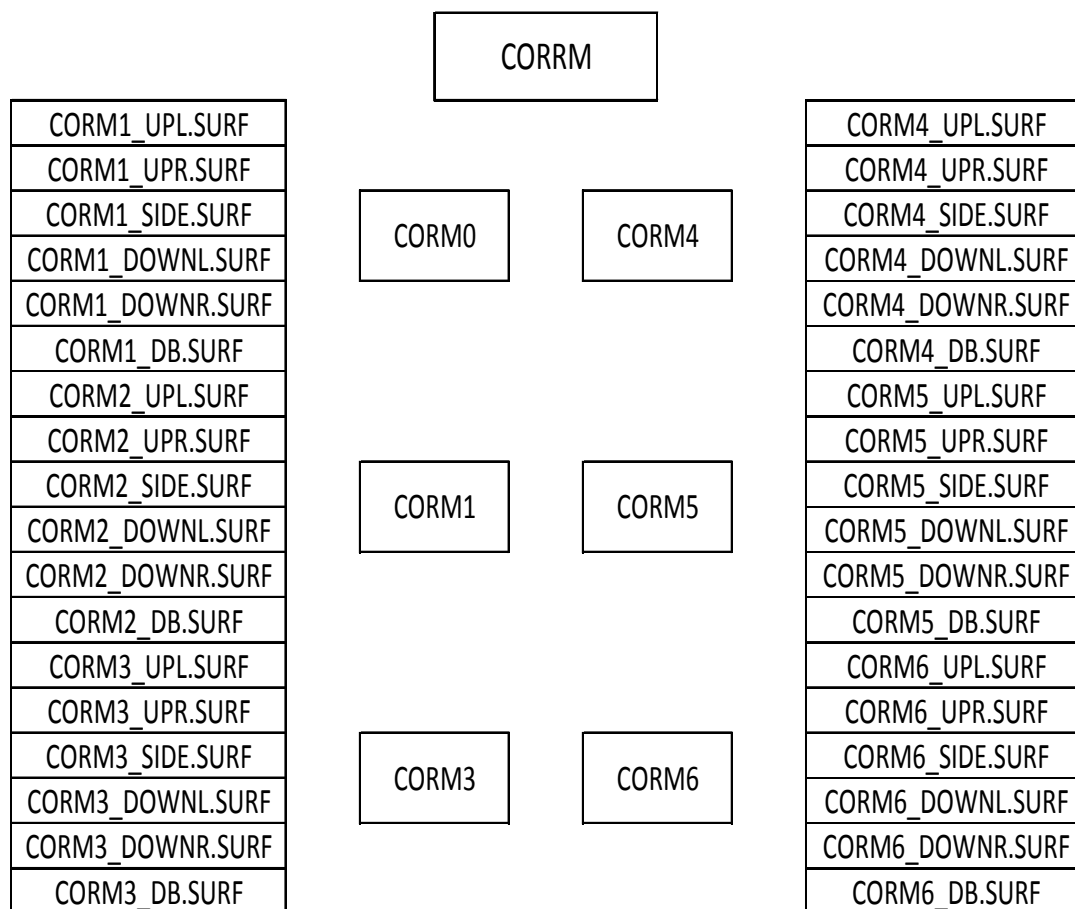 CORRM
CORM1_UPL.SURF
CORM1_UPR.SURF
CORM1_SIDE.SURF
CORM1_DOWNL.SURF
CORM1_DOWNR.SURF
CORM1_DB.SURF
CORM2_UPL.SURF
CORM2_UPR.SURF
CORM2_SIDE.SURF
CORM2_DOWNL.SURF
CORM2_DOWNR.SURF
CORM2_DB.SURF
CORM3_UPL.SURF
CORM3_UPR.SURF
CORM3_SIDE.SURF
CORM3_DOWNL.SURF
CORM3_DOWNR.SURF
CORM3_DB.SURF
CORM0
CORM4
CORM1
CORM5
CORM3
CORM6
CORM4_UPL.SURF
CORM4_UPR.SURF
CORM4_SIDE.SURF
CORM4_DOWNL.SURF
CORM4_DOWNR.SURF
CORM4_DB.SURF
CORM5_UPL.SURF
CORM5_UPR.SURF
CORM5_SIDE.SURF
CORM5_DOWNL.SURF
CORM5_DOWNR.SURF
CORM5_DB.SURF
CORM6_UPL.SURF
CORM6_UPR.SURF
CORM6_SIDE.SURF
CORM6_DOWNL.SURF
CORM6_DOWNR.SURF
CORM6_DB.SURF